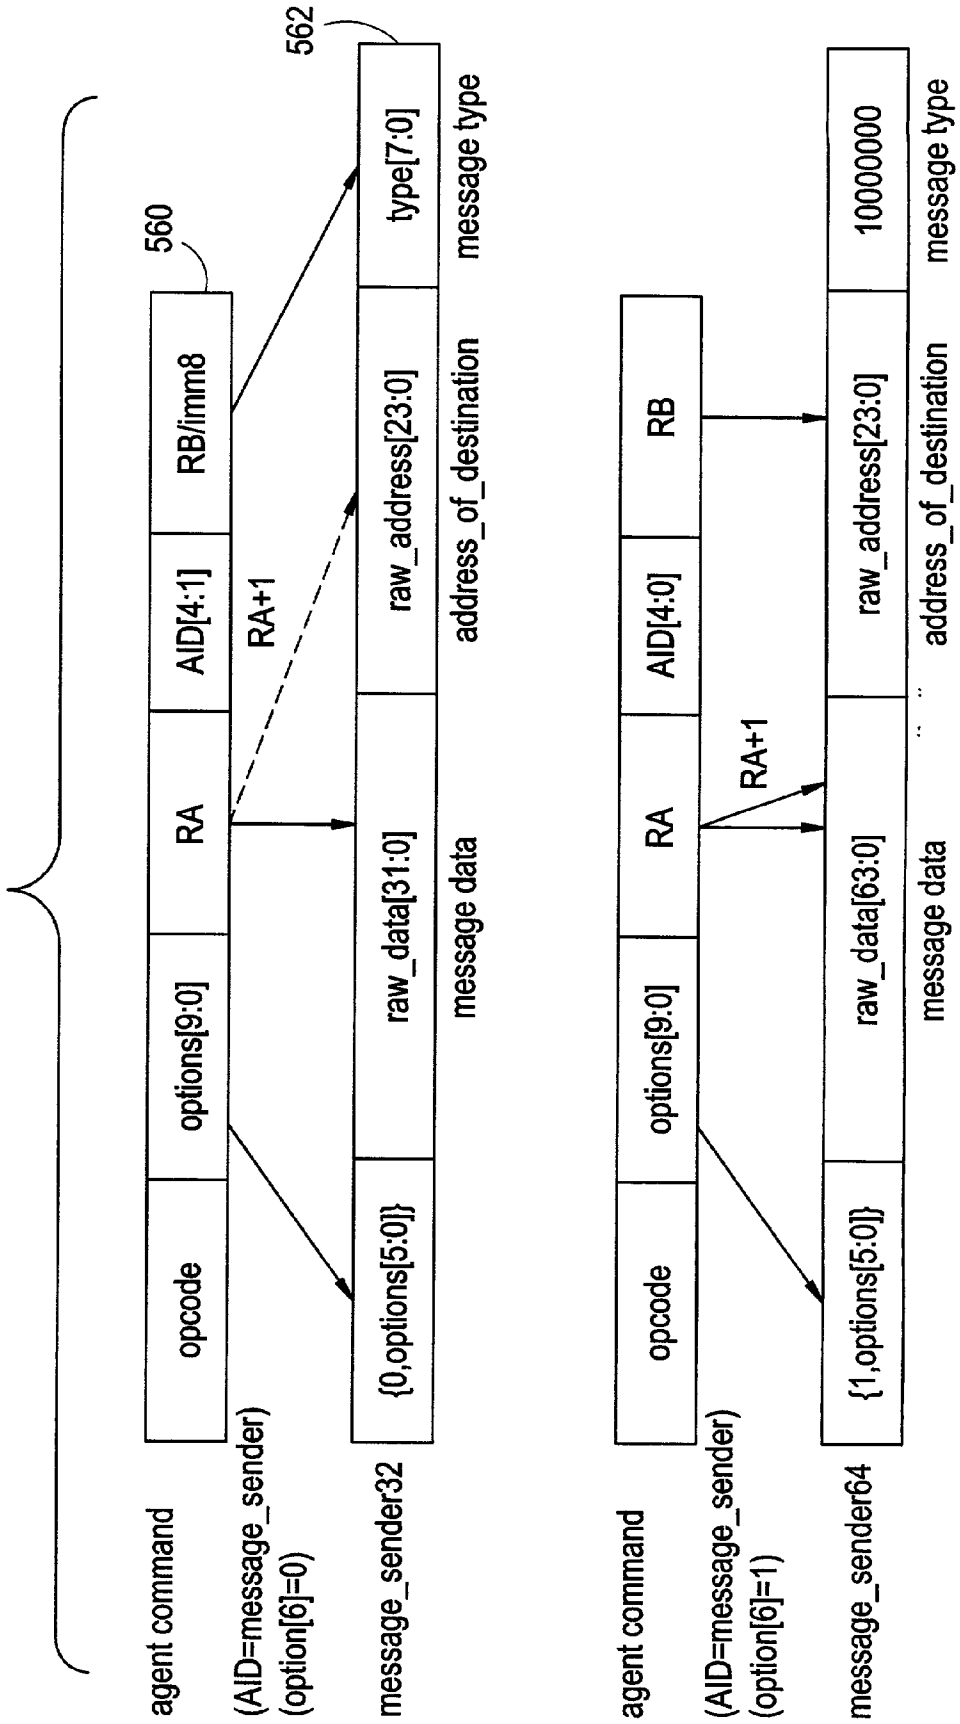 560
agent command
opcode
options[9:0]
RA
AID[4:1]
RB/imm8
(AID=message_sender)
(option[6]=0)
RA+1
562
message_sender32
{0,options[5:0]}
raw_data[31:0]
raw_address[23:0]
type[7:0]
message data
address_of_destination
message type
agent command
opcode
options[9:0]
RA
AID[4:0]
RB
(AID=message_sender)
(option[6]=1)
RA+1
message_sender64
{1,options[5:0]}
raw_data[63:0]
raw_address[23:0]
10000000
message data
address_of_destination
message type